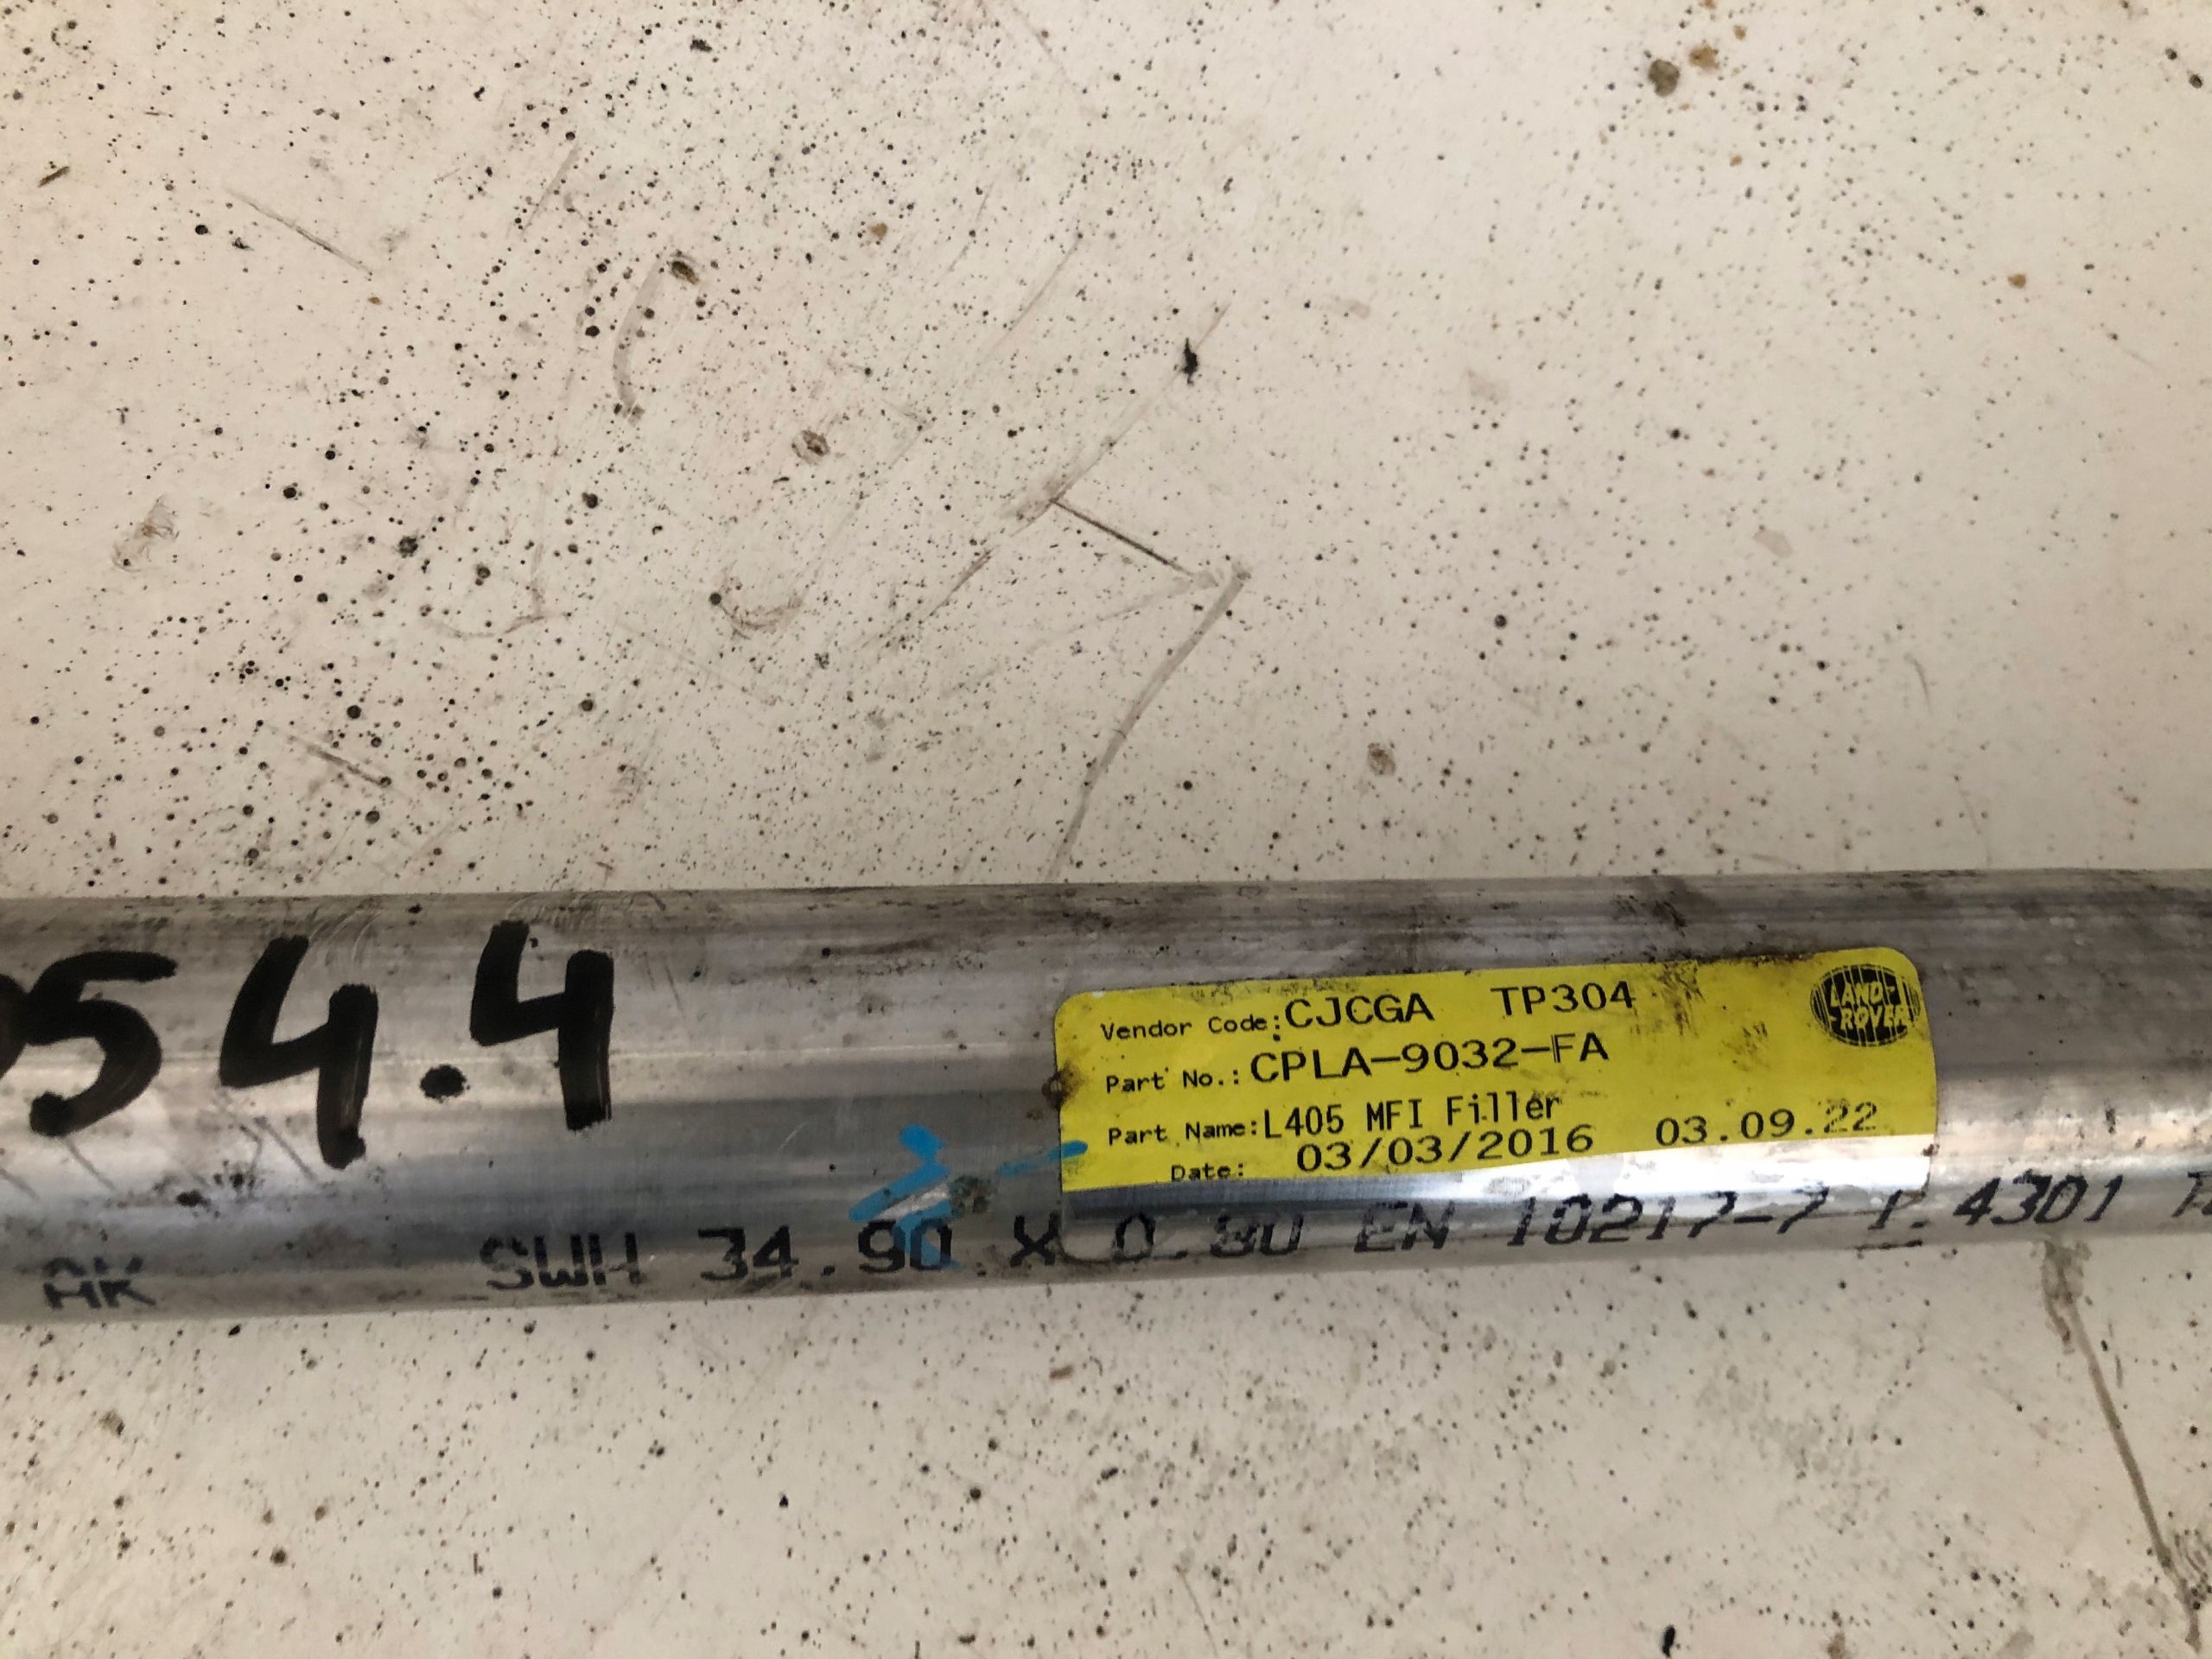 54.4
Vendor Code: CJCGA TP304
LAND-
ROVER
Part No.: CPLA-9032-FA
Part Name: L405 MFI Filler
Date: 03/03/2016 03.09.22
AK SWH 34.90 X 0.80 EN 10217-7 1.4301